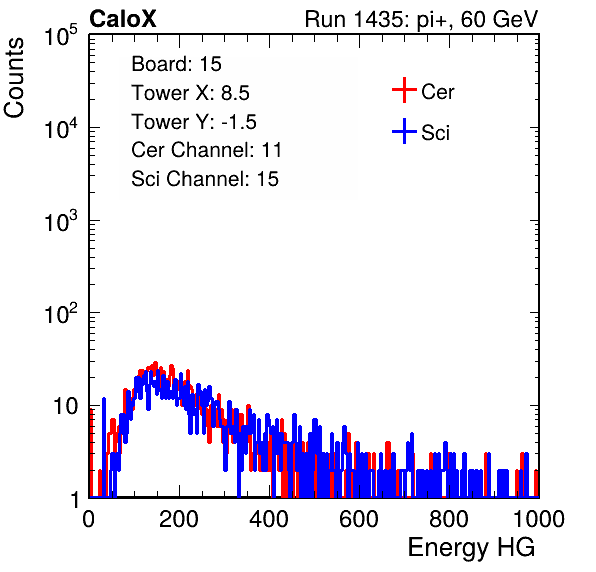 CaloX Run 1435: pi+, 60 GeV
Counts
10^5
10^4
10^3
10^2
10
1
Board: 15
Tower X: 8.5
Tower Y: -1.5
Cer Channel: 11
Sci Channel: 15
Cer
Sci
0 200 400 600 800 1000
Energy HG